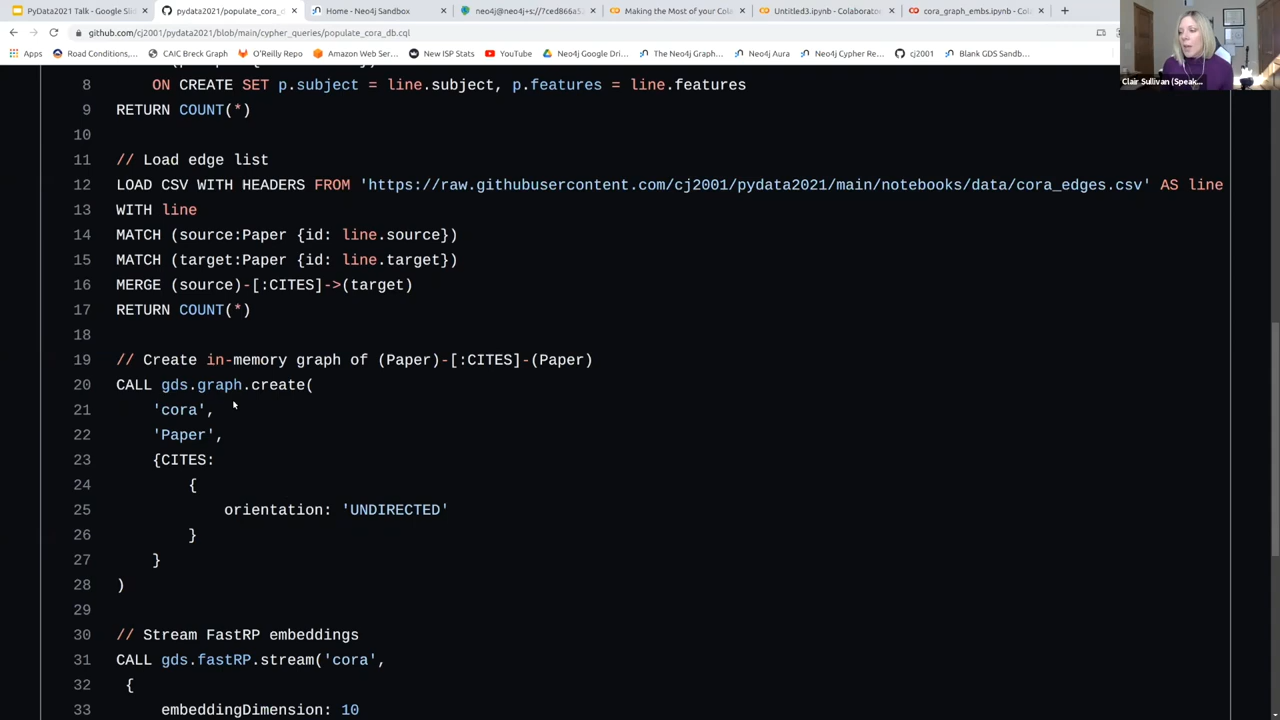 PyData2021 Talk - Google Slid
pydata2021/populate_cora_d
Home - Neo4j Sandbox
neo4j@neo4j+s://7ced866a5
Making the Most of your Col
Untitled3.ipynb - Colaborato
cora_graph_embs.ipynb - Col
github.com/cj2001/pydata2021/blob/main/cypher_queries/populate_cora_db.cql
Apps
Road Conditions,...
CAIC Breck Graph
O'Reilly Repo
Amazon Web Ser...
New ISP Stats
YouTube
Neo4j Google Dri...
The Neo4j Graph...
Neo4j Aura
Neo4j Cypher Re...
cj2001
Blank GDS Sandb...
Clair Sullivan (Speak...
8 ON CREATE SET p.subject = line.subject, p.features = line.features
9 RETURN COUNT(*)
10
11 // Load edge list
12 LOAD CSV WITH HEADERS FROM 'https://raw.githubusercontent.com/cj2001/pydata2021/main/notebooks/data/cora_edges.csv' AS line
13 WITH line
14 MATCH (source:Paper {id: line.source})
15 MATCH (target:Paper {id: line.target})
16 MERGE (source)-[:CITES]->(target)
17 RETURN COUNT(*)
18
19 // Create in-memory graph of (Paper)-[:CITES]-(Paper)
20 CALL gds.graph.create(
21 'cora',
22 'Paper',
23 {CITES:
24 {
25 orientation: 'UNDIRECTED'
26 }
27 }
28 )
29
30 // Stream FastRP embeddings
31 CALL gds.fastRP.stream('cora',
32 {
33 embeddingDimension: 10